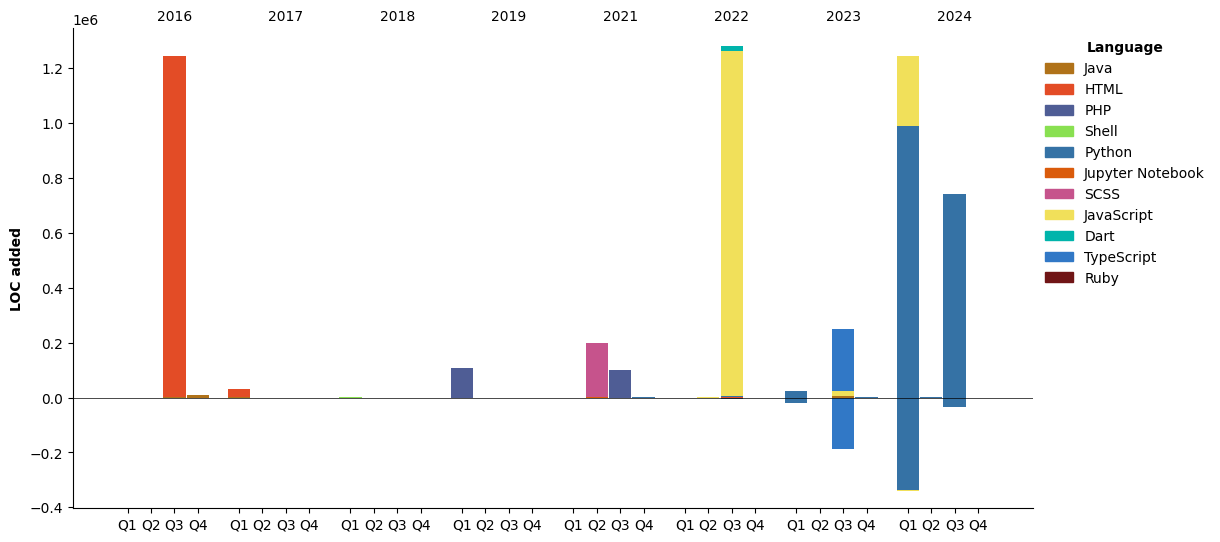 1e6
2016 2017 2018 2019 2021 2022 2023 2024
LOC added
1.2
1.0
0.8
0.6
0.4
0.2
0.0
−0.2
−0.4
Q1 Q2 Q3 Q4 Q1 Q2 Q3 Q4 Q1 Q2 Q3 Q4 Q1 Q2 Q3 Q4 Q1 Q2 Q3 Q4 Q1 Q2 Q3 Q4 Q1 Q2 Q3 Q4 Q1 Q2 Q3 Q4
Language
Java
HTML
PHP
Shell
Python
Jupyter Notebook
SCSS
JavaScript
Dart
TypeScript
Ruby